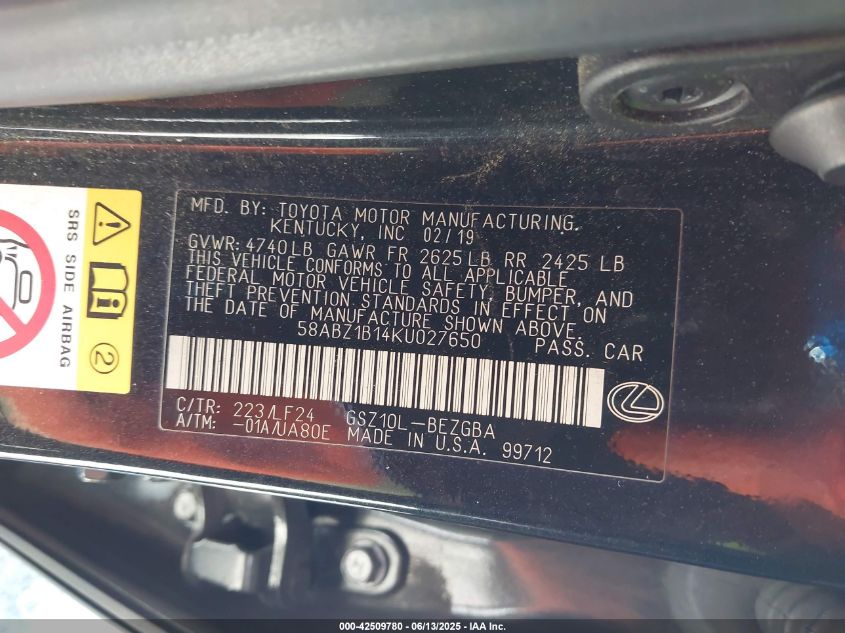 MFD. BY: TOYOTA MOTOR MANUFACTURING.
KENTUCKY, INC 02/19
GVWR: 4740LB GAWR FR 2625LB RR 2425 LB
THIS VEHICLE CONFORMS TO ALL APPLICABLE
FEDERAL MOTOR VEHICLE SAFETY, BUMPER, AND
THEFT PREVENTION STANDARDS IN EFFECT ON
THE DATE OF MANUFACTURE SHOWN ABOVE.
58ABZ1B14KU027650 PASS. CAR
C/TR: 223/LF24 GSZ10L-BEZGBA
A/TM: -01A/UA80E MADE IN U.S.A. 99712
SRS SIDE AIRBAG
2
000-42509780 - 06/13/2025 - IAA Inc.